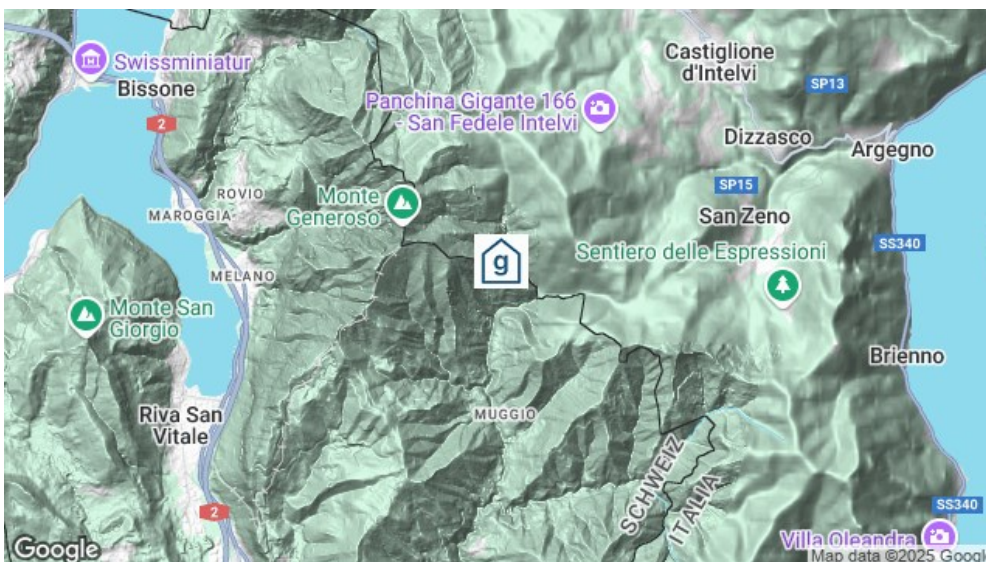 Swissminiatur
Bissone
2
Castiglione
d'Intelvi
SP13
Panchina Gigante 166
- San Fedele Intelvi
Dizzasco
Argegno
ROVIO
MAROGGIA
Monte
Generoso
SP15
San Zeno
SS340
g
Sentiero delle Espressioni
MELANO
Monte San
Giorgio
Brienno
Riva San
Vitale
MUGGIO
SCHWEIZ
ITALIA
2
SS340
Villa Oleandra
Google
Map data ©2025 Google